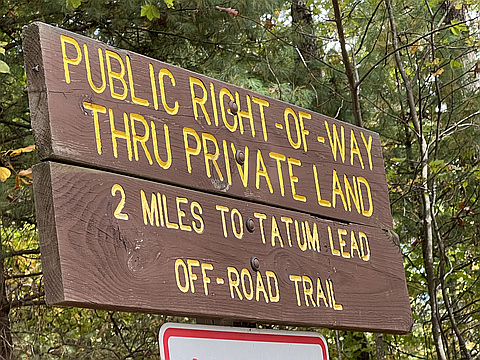 PUBLIC RIGHT-OF-WAY
THRU PRIVATE LAND
2 MILES TO TATUM LEAD
OFF-ROAD TRAIL